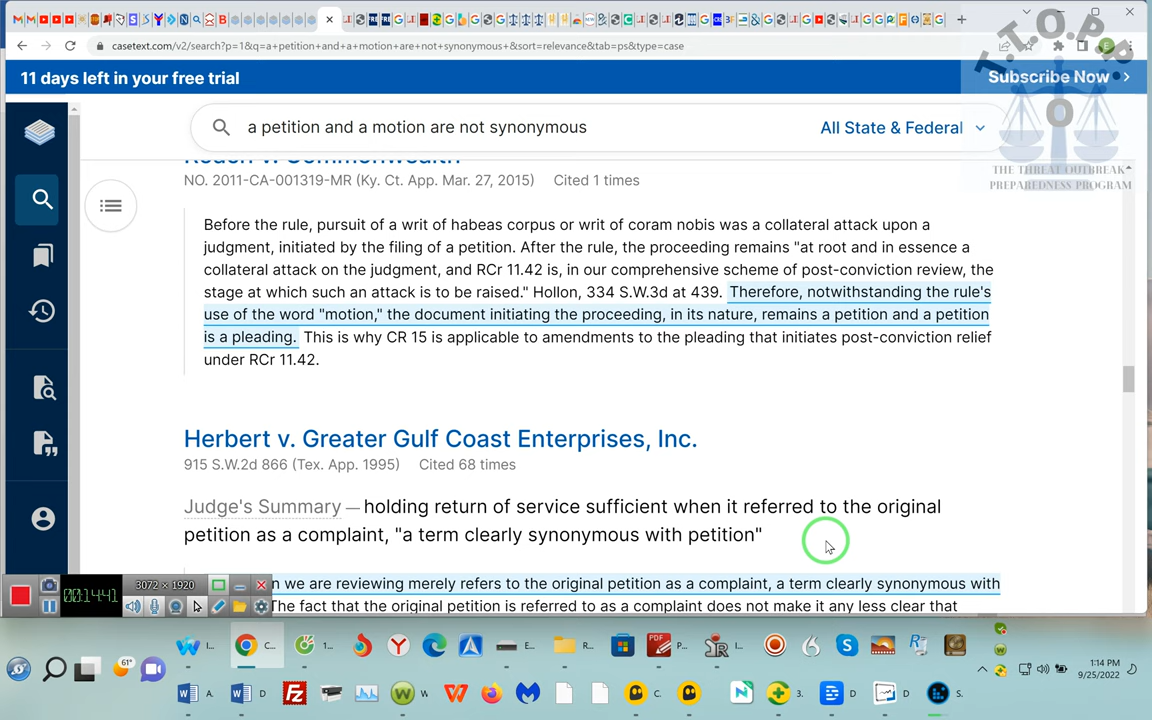 11 days left in your free trial
Subscribe Now
T.T.O.P.P.
THE THREAT OUTBREAK
PREPAREDNESS PROGRAM
casetext.com/v2/search?p=1&q=a+petition+and+a+motion+are+not+synonymous+&sort=relevance&tab=ps&type=case
a petition and a motion are not synonymous
All State & Federal
v. Commonwealth
NO. 2011-CA-001319-MR (Ky. Ct. App. Mar. 27, 2015) Cited 1 times
Before the rule, pursuit of a writ of habeas corpus or writ of coram nobis was a collateral attack upon a
judgment, initiated by the filing of a petition. After the rule, the proceeding remains "at root and in essence a
collateral attack on the judgment, and RCr 11.42 is, in our comprehensive scheme of post-conviction review, the
stage at which such an attack is to be raised." Hollon, 334 S.W.3d at 439. Therefore, notwithstanding the rule's
use of the word "motion," the document initiating the proceeding, in its nature, remains a petition and a petition
is a pleading. This is why CR 15 is applicable to amendments to the pleading that initiates post-conviction relief
under RCr 11.42.
Herbert v. Greater Gulf Coast Enterprises, Inc.
915 S.W.2d 866 (Tex. App. 1995) Cited 68 times
Judge's Summary — holding return of service sufficient when it referred to the original
petition as a complaint, "a term clearly synonymous with petition"
n we are reviewing merely refers to the original petition as a complaint, a term clearly synonymous with
The fact that the original petition is referred to as a complaint does not make it any less clear that
3072 x 1920
00:14:41
61°
1:14 PM
9/25/2022